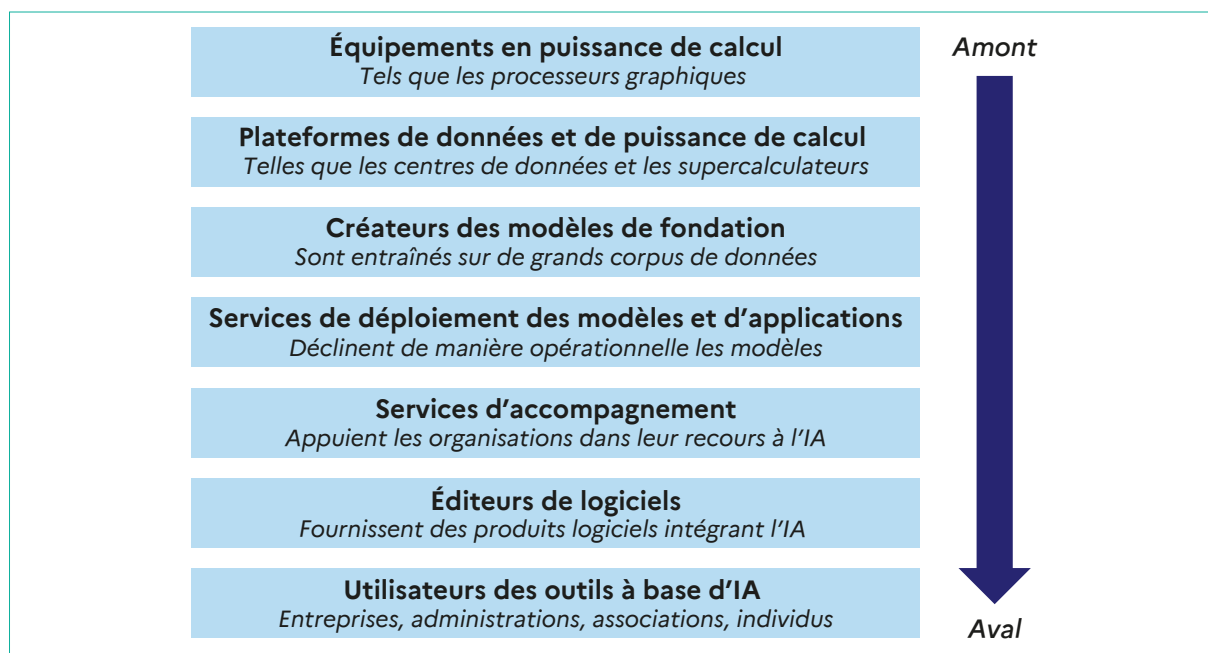 Équipements en puissance de calcul
Tels que les processeurs graphiques
Amont
Plateformes de données et de puissance de calcul
Telles que les centres de données et les supercalculateurs
Créateurs des modèles de fondation
Sont entraînés sur de grands corpus de données
Services de déploiement des modèles et d’applications
Déclinent de manière opérationnelle les modèles
Services d’accompagnement
Appuient les organisations dans leur recours à l’IA
Éditeurs de logiciels
Fournissent des produits logiciels intégrant l’IA
Utilisateurs des outils à base d’IA
Entreprises, administrations, associations, individus
Aval